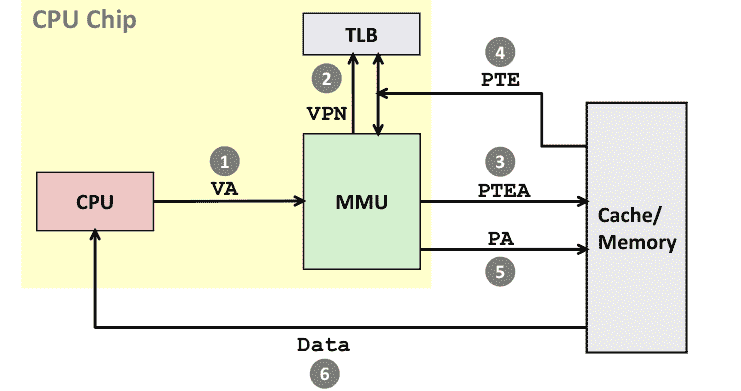 CPU Chip
TLB
2
VPN
4
PTE
1
VA
CPU
MMU
3
PTEA
PA
5
Cache/
Memory
Data
6